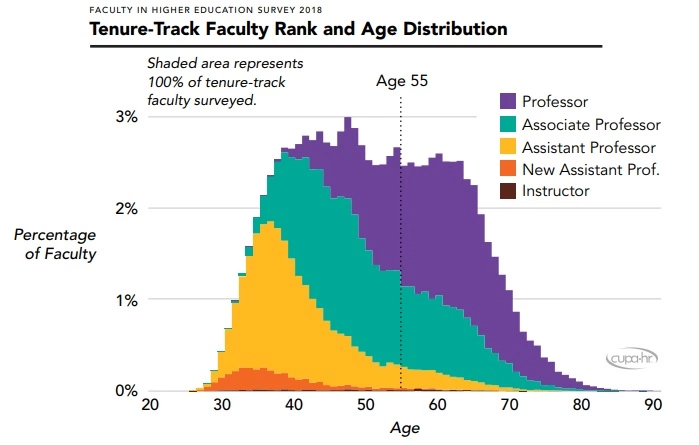 FACULTY IN HIGHER EDUCATION SURVEY 2018
Tenure-Track Faculty Rank and Age Distribution
Shaded area represents
100% of tenure-track
faculty surveyed.
Age 55
Professor
Associate Professor
Assistant Professor
New Assistant Prof.
Instructor
3%
2%
Percentage
of Faculty
1%
0%
cupa-hr
20 30 40 50 60 70 80 90
Age